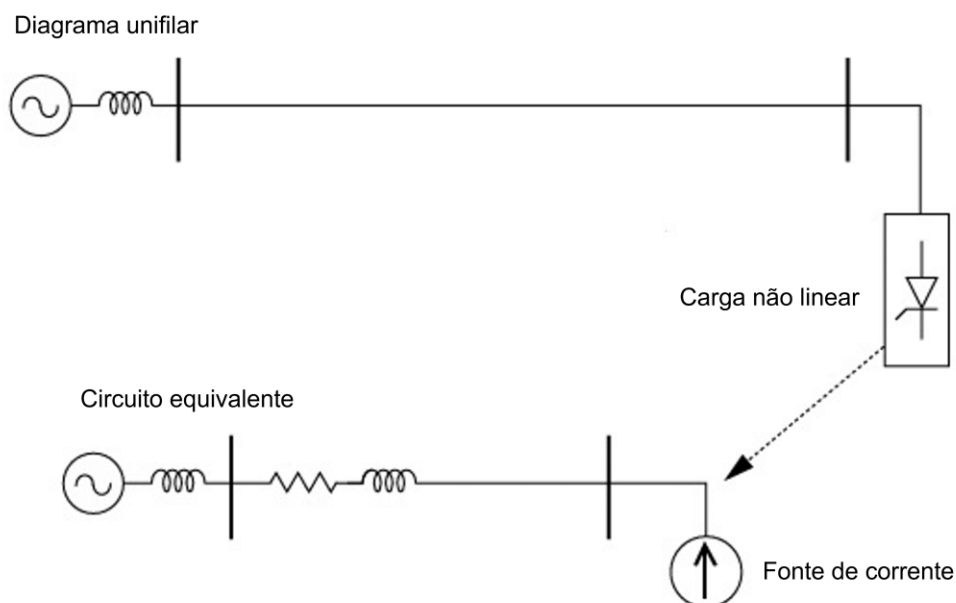 Diagrama unifilar
Carga não linear
Circuito equivalente
Fonte de corrente